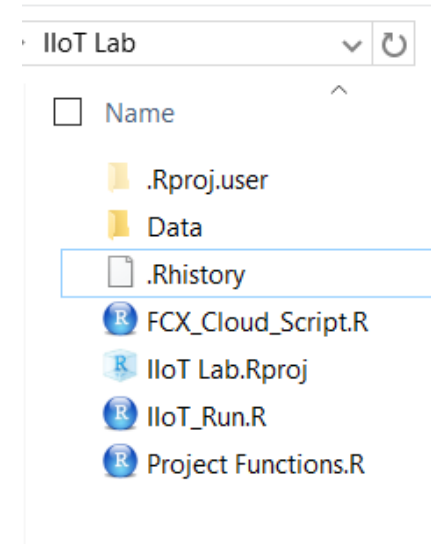 IIoT Lab
Name
.Rproj.user
Data
.Rhistory
R FCX_Cloud_Script.R
R IIoT Lab.Rproj
R IIoT_Run.R
R Project Functions.R